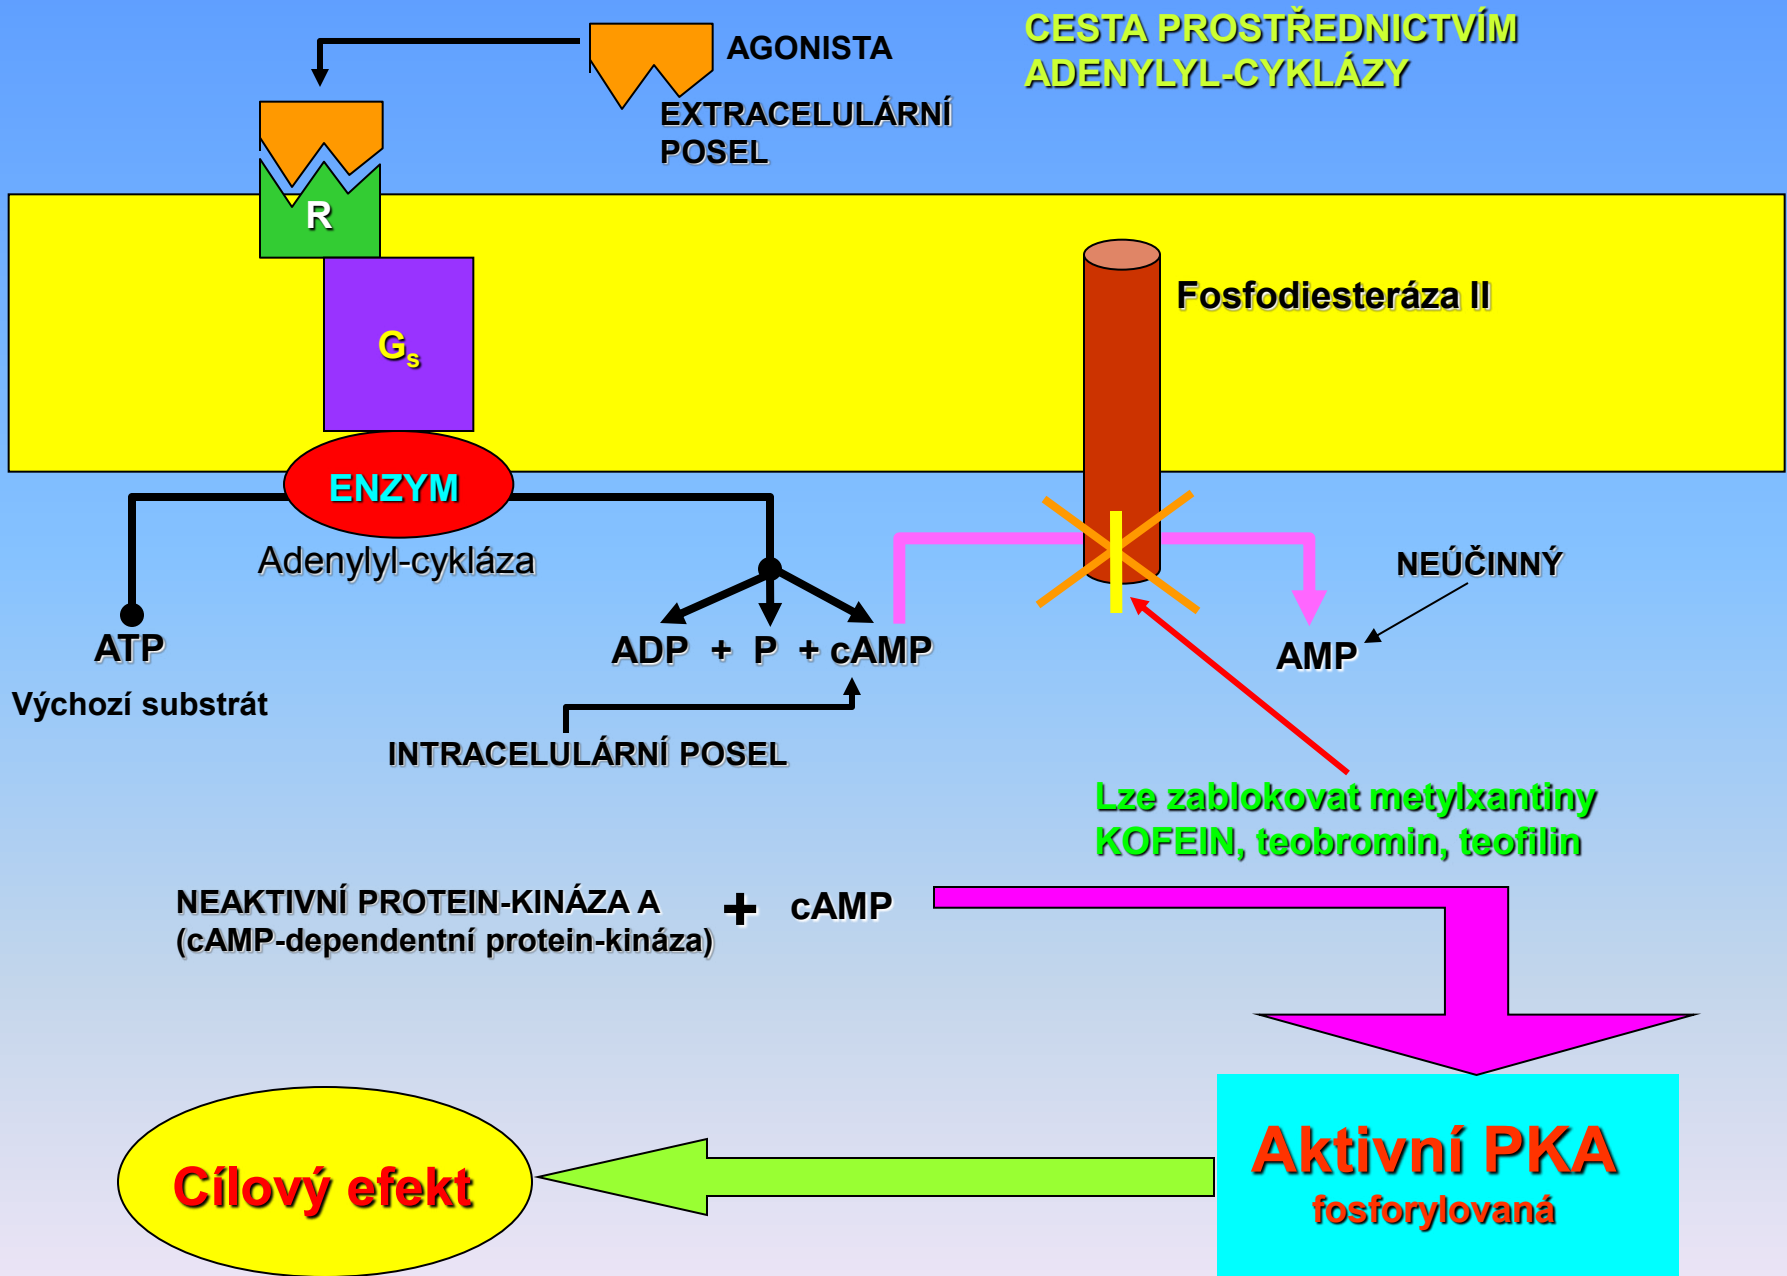 CESTA PROSTŘEDNICTVÍM
ADENYLYL-CYKLÁZY
AGONISTA
EXTRACELULÁRNÍ
POSEL
R
Gs
ENZYM
Adenylyl-cykláza
Fosfodiesteráza II
NEÚČINNÝ
ATP
Výchozí substrát
ADP + P + cAMP
AMP
INTRACELULÁRNÍ POSEL
Lze zablokovat metylxantiny
KOFEIN, teobromin, teofilin
NEAKTIVNÍ PROTEIN-KINÁZA A + cAMP
(cAMP-dependentní protein-kináza)
Aktivní PKA
fosforylovaná
Cílový efekt